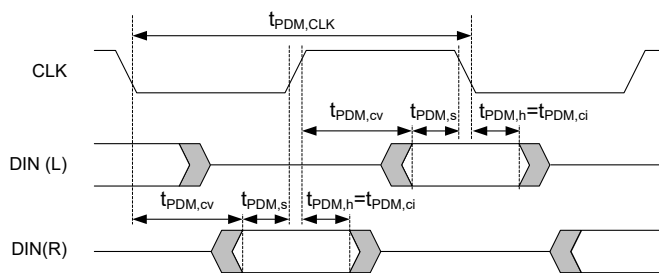 tPDM,CLK
CLK
tPDM,cv tPDM,s tPDM,h=tPDM,ci
DIN (L)
tPDM,cv tPDM,s tPDM,h=tPDM,ci
DIN(R)